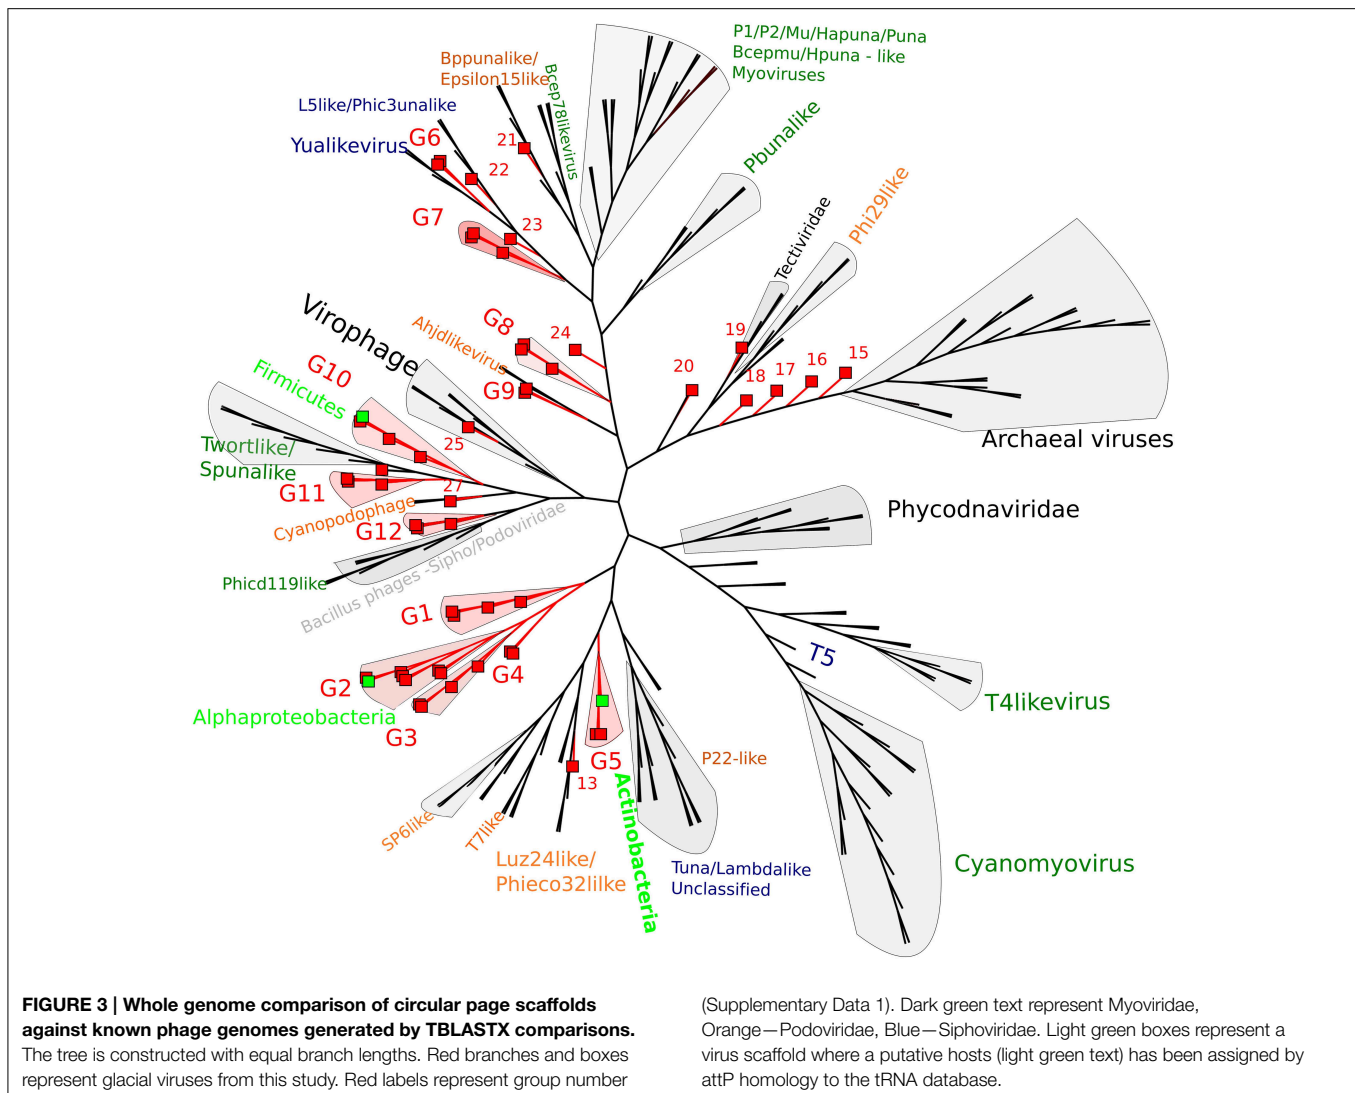 P1/P2/Mu/Hapuna/Puna
Bcepmu/Hpuna - like
Myoviruses
Bppunalike/
Epsilon15like
Bcep78likevirus
L5like/Phic3unalike
Yualikevirus
G6
21
22
G7
23
Pbunalike
Tectiviridae
Phi29like
Virophage
Ahjdlikevirus
G8
24
G9
19
20
18
17
16
15
Archaeal viruses
G10
Firmicutes
25
Twortlike/
Spunalike
G11
27
Cyanopodophage
G12
Phicd119like
Bacillus phages -Sipho/Podoviridae
Phycodnaviridae
G1
G2
G4
Alphaproteobacteria
G3
T5
T4likevirus
G5
13
P22-like
SP6like
T7like
Luz24like/
Phieco32lilke
Actinobacteria
Tuna/Lambdalike
Unclassified
Cyanomyovirus
FIGURE 3 | Whole genome comparison of circular page scaffolds
against known phage genomes generated by TBLASTX comparisons.
The tree is constructed with equal branch lengths. Red branches and boxes
represent glacial viruses from this study. Red labels represent group number
(Supplementary Data 1). Dark green text represent Myoviridae,
Orange—Podoviridae, Blue—Siphoviridae. Light green boxes represent a
virus scaffold where a putative hosts (light green text) has been assigned by
attP homology to the tRNA database.